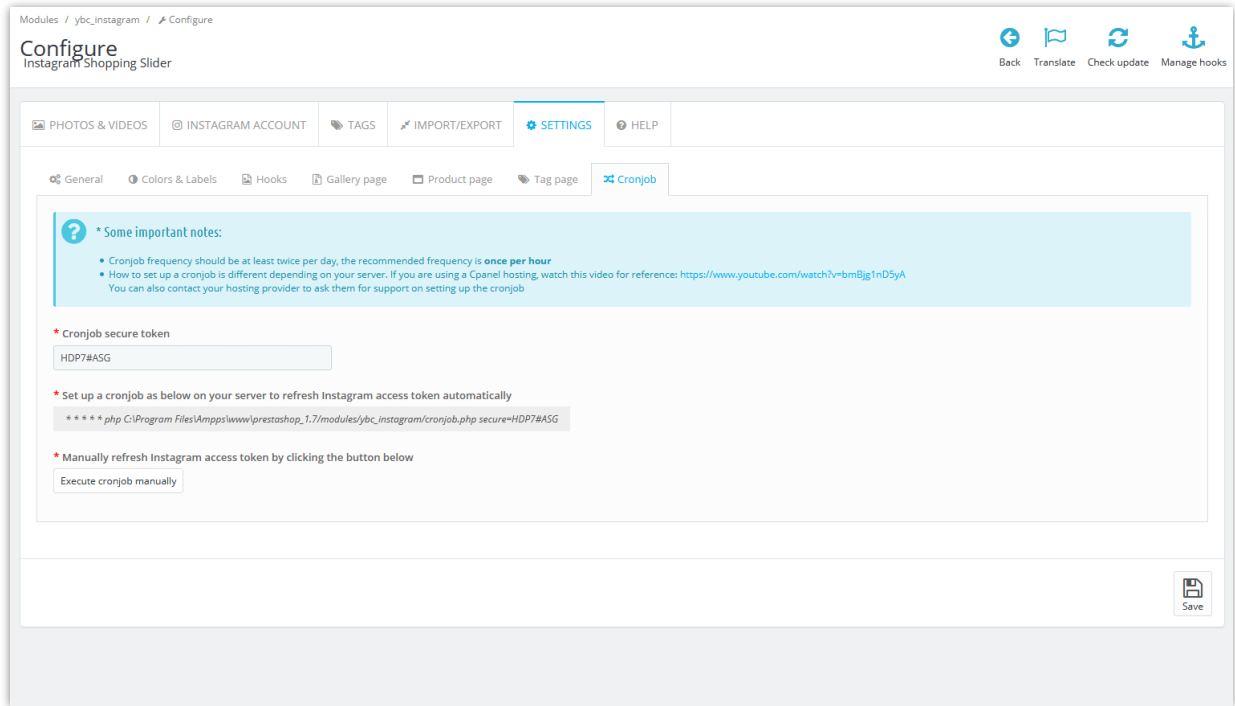 Modules / ybc_instagram / Configure
Configure
Instagram Shopping Slider
Back Translate Check update Manage hooks
PHOTOS & VIDEOS INSTAGRAM ACCOUNT TAGS IMPORT/EXPORT SETTINGS HELP
General Colors & Labels Hooks Gallery page Product page Tag page Cronjob
* Some important notes:
Cronjob frequency should be at least twice per day, the recommended frequency is once per hour
How to set up a cronjob is different depending on your server. If you are using a Cpanel hosting, watch this video for reference: https://www.youtube.com/watch?v=bmBjg1nD5yA
You can also contact your hosting provider to ask them for support on setting up the cronjob
* Cronjob secure token
HDP7#ASG
* Set up a cronjob as below on your server to refresh Instagram access token automatically
* * * * * php C:\Program Files\Ampps\www\prestashop_1.7/modules/ybc_instagram/cronjob.php secure=HDP7#ASG
* Manually refresh Instagram access token by clicking the button below
Execute cronjob manually
Save